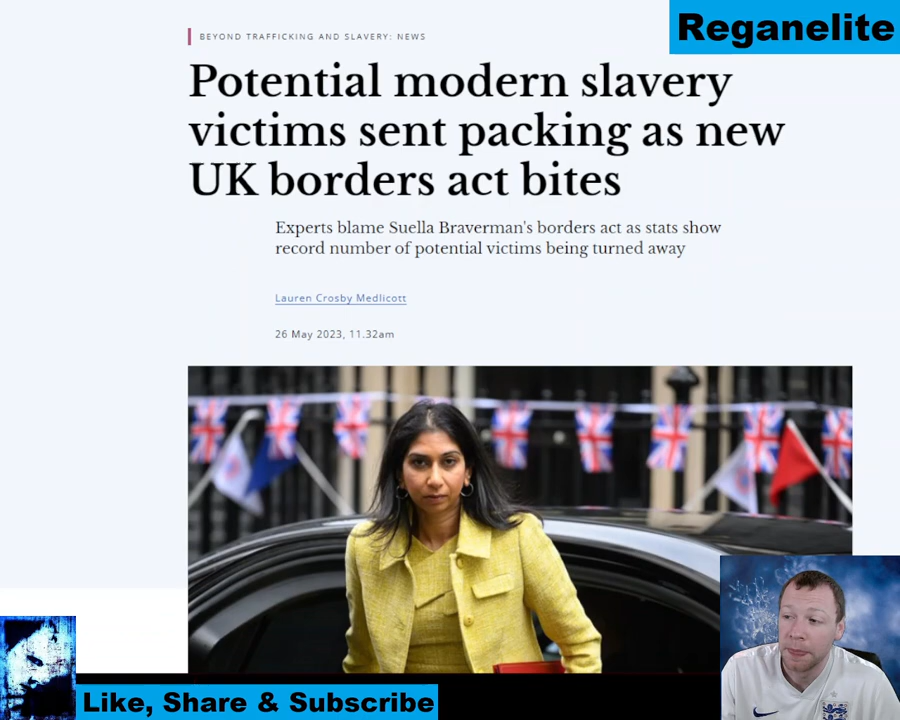 Reganelite
BEYOND TRAFFICKING AND SLAVERY: NEWS
Potential modern slavery
victims sent packing as new
UK borders act bites
Experts blame Suella Braverman's borders act as stats show
record number of potential victims being turned away
Lauren Crosby Medlicott
26 May 2023, 11.32am
Like, Share & Subscribe